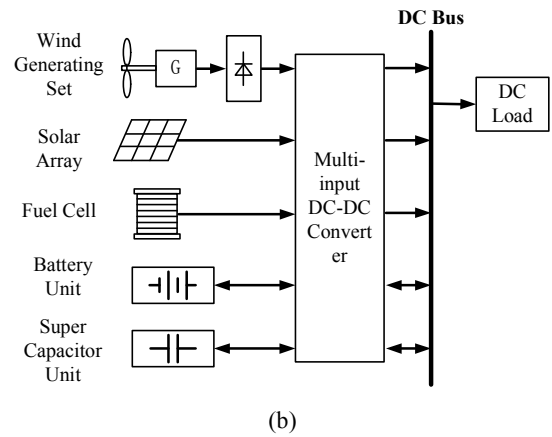 DC Bus
Wind
Generating
Set
G
DC
Load
Solar
Array
Multi-
input
DC-DC
Convert
er
Fuel Cell
Battery
Unit
Super
Capacitor
Unit
(b)